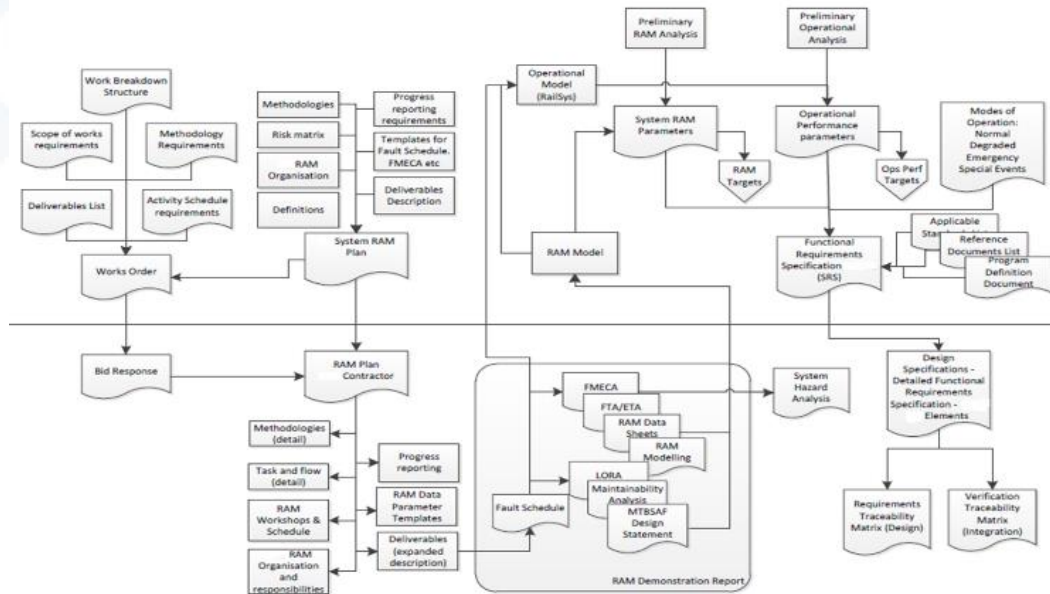 Preliminary
RAM Analysis
Preliminary
Operational
Analysis
Work Breakdown
Structure
Scope of works
requirements
Methodology
Requirements
Deliverables List
Activity Schedule
requirements
Works Order
Methodologies
Progress
reporting
requirements
Risk matrix
Templates for
Fault Schedule.
FMECA etc
RAM
Organisation
Deliverables
Description
Definitions
System RAM
Plan
Operational
Model
(RailSys)
System RAM
Parameters
RAM
Targets
Operational
Performance
parameters
Ops Perf
Targets
Modes of
Operation:
Normal
Degraded
Emergency
Special Events
RAM Model
Functional
Requirements
Specification
(SRS)
Applicable
Reference
Documents List
Program
Definition
Document
Bid Response
RAM Plan
Contractor
Methodologies
(detail)
Progress
reporting
Task and flow
(detail)
RAM Data
Parameter
Templates
RAM
Workshops &
Schedule
Deliverables
(expanded
description)
RAM
Organisation
and
responsibilities
FMECA
FTA/ETA
RAM Data
Sheets
RAM
Modelling
LORA
Maintainability
Analysis
MTBSAF
Design
Statement
Fault Schedule
RAM Demonstration Report
System
Hazard
Analysis
Design
Specifications -
Detailed Functional
Requirements
Specification -
Elements
Requirements
Traceability
Matrix (Design)
Verification
Traceability
Matrix
(Integration)